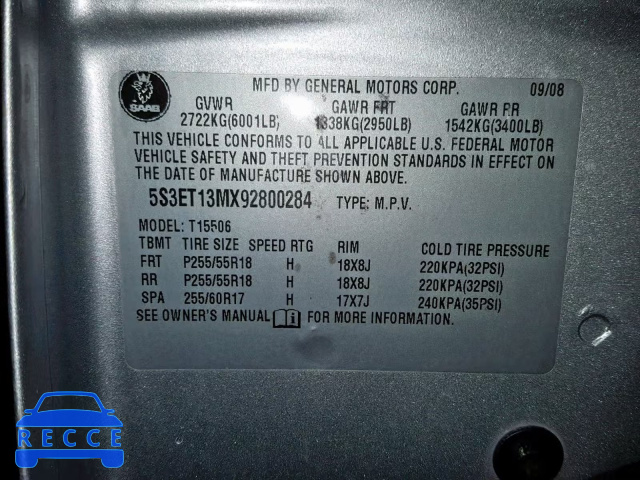 MFD BY GENERAL MOTORS CORP. 09/08
SAAB
GVWR GAWR FRT GAWR RR
2722KG(6001LB) 1338KG(2950LB) 1542KG(3400LB)
THIS VEHICLE CONFORMS TO ALL APPLICABLE U.S. FEDERAL MOTOR
VEHICLE SAFETY AND THEFT PREVENTION STANDARDS IN EFFECT ON
THE DATE OF MANUFACTURE SHOWN ABOVE.
5S3ET13MX92800284 TYPE: M.P.V.
MODEL: T15506
TBMT TIRE SIZE SPEED RTG RIM COLD TIRE PRESSURE
FRT P255/55R18 H 18X8J 220KPA(32PSI)
RR P255/55R18 H 18X8J 220KPA(32PSI)
SPA 255/60R17 H 17X7J 240KPA(35PSI)
SEE OWNER'S MANUAL i FOR MORE INFORMATION.
RECCE